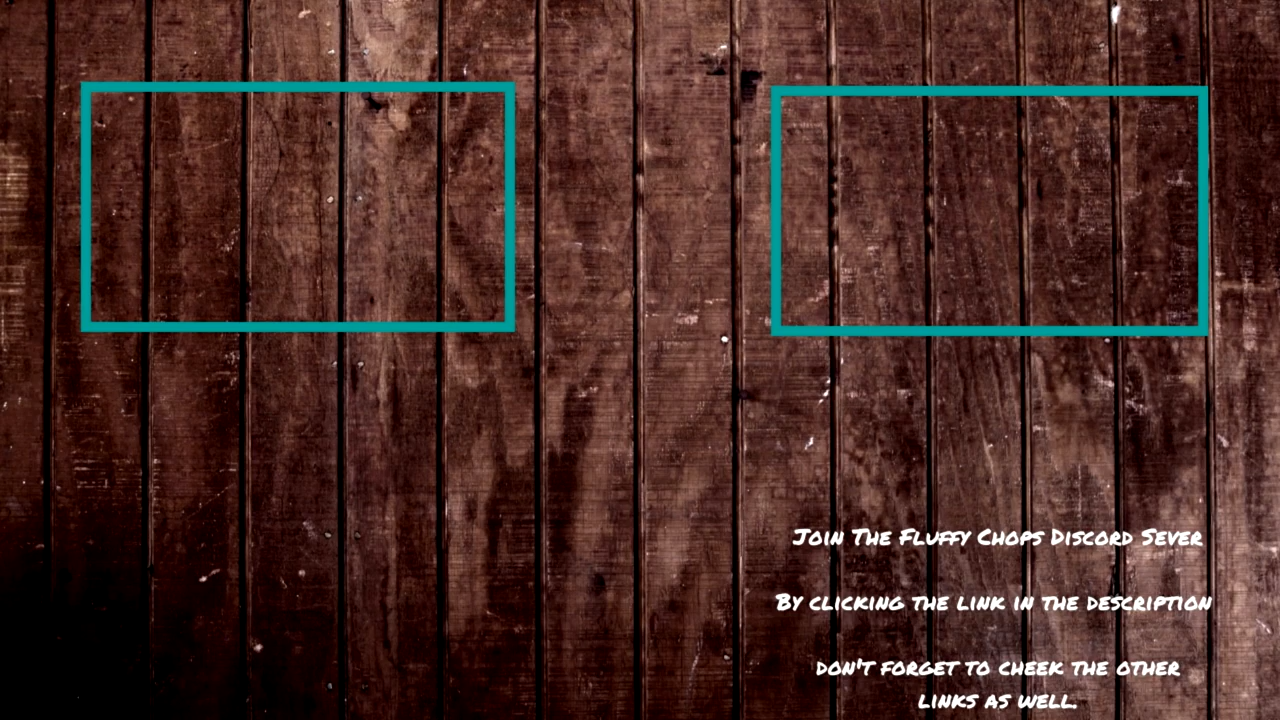 Join The Fluffy Chops Discord Sever
By clicking the link in the description
don't forget to cheek the other
links as well.